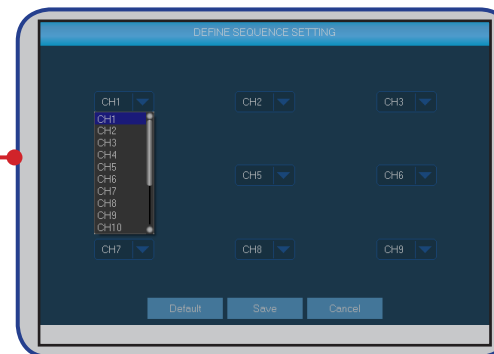 DEFINE SEQUENCE SETTING
CH1 CH2 CH3
CH1
CH2
CH3
CH4
CH5
CH6
CH7
CH8
CH9
CH10
CH5 CH6
CH7 CH8 CH9
Default Save Cancel